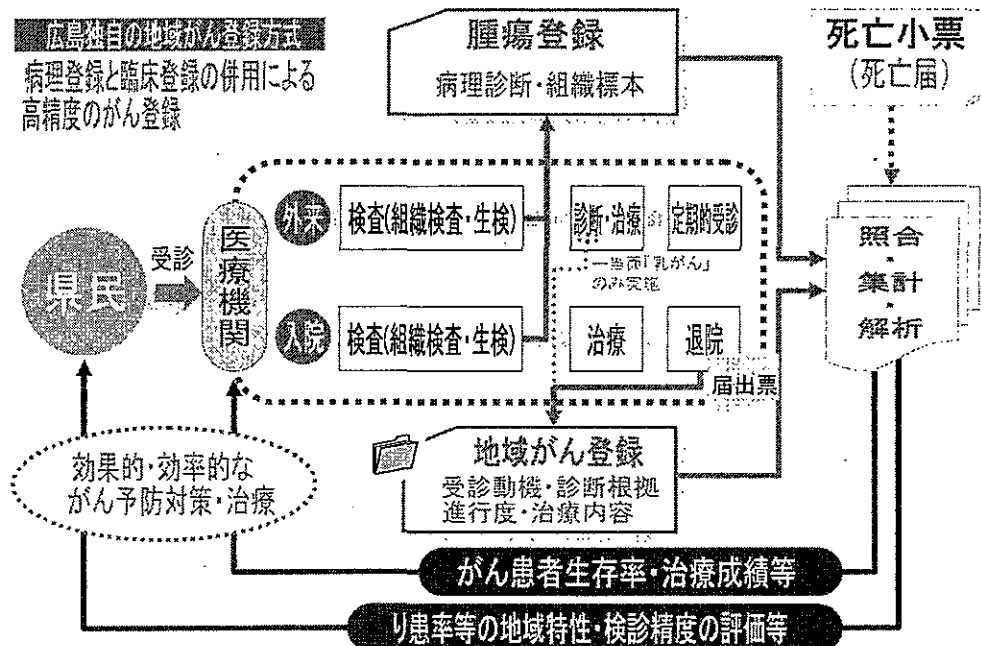 広島独自の地域がん登録方式
病理登録と臨床登録の併用による
高精度のがん登録
腫瘍登録
病理診断・組織標本
死亡小票
(死亡届)
県民
受診
医療機関
外来
検査(組織検査・生検)
診断・治療
定期的受診
当面「乳がん」
のみ実施
入院
検査(組織検査・生検)
治療
退院
届出票
照合
集計
解析
地域がん登録
受診動機・診断根拠
進行度・治療内容
効果的・効率的な
がん予防対策・治療
がん患者生存率・治療成績等
り患率等の地域特性・検診精度の評価等